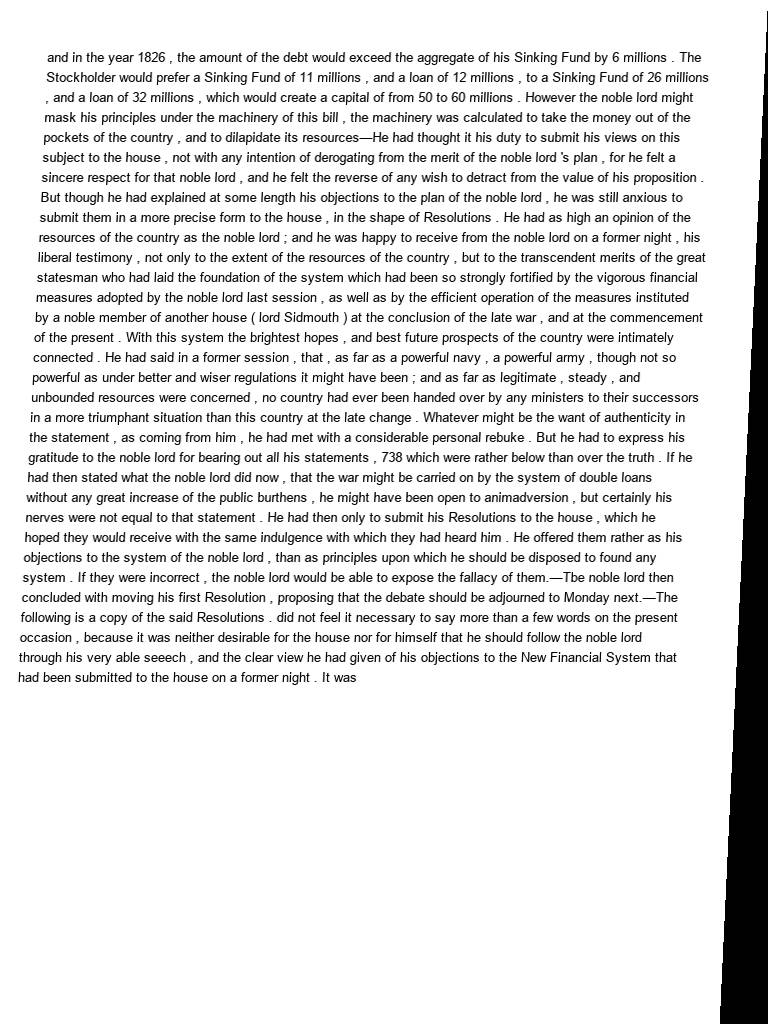 and in the year 1826 , the amount of the debt would exceed the aggregate of his Sinking Fund by 6 millions . The
Stockholder would prefer a Sinking Fund of 11 millions , and a loan of 12 millions , to a Sinking Fund of 26 millions
, and a loan of 32 millions , which would create a capital of from 50 to 60 millions . However the noble lord might
mask his principles under the machinery of this bill , the machinery was calculated to take the money out of the
pockets of the country , and to dilapidate its resources—He had thought it his duty to submit his views on this
subject to the house , not with any intention of derogating from the merit of the noble lord 's plan , for he felt a
sincere respect for that noble lord , and he felt the reverse of any wish to detract from the value of his proposition .
But though he had explained at some length his objections to the plan of the noble lord , he was still anxious to
submit them in a more precise form to the house , in the shape of Resolutions . He had as high an opinion of the
resources of the country as the noble lord ; and he was happy to receive from the noble lord on a former night , his
liberal testimony , not only to the extent of the resources of the country , but to the transcendent merits of the great
statesman who had laid the foundation of the system which had been so strongly fortified by the vigorous financial
measures adopted by the noble lord last session , as well as by the efficient operation of the measures instituted
by a noble member of another house ( lord Sidmouth ) at the conclusion of the late war , and at the commencement
of the present . With this system the brightest hopes , and best future prospects of the country were intimately
connected . He had said in a former session , that , as far as a powerful navy , a powerful army , though not so
powerful as under better and wiser regulations it might have been ; and as far as legitimate , steady , and
unbounded resources were concerned , no country had ever been handed over by any ministers to their successors
in a more triumphant situation than this country at the late change . Whatever might be the want of authenticity in
the statement , as coming from him , he had met with a considerable personal rebuke . But he had to express his
gratitude to the noble lord for bearing out all his statements , 738 which were rather below than over the truth . If he
had then stated what the noble lord did now , that the war might be carried on by the system of double loans
without any great increase of the public burthens , he might have been open to animadversion , but certainly his
nerves were not equal to that statement . He had then only to submit his Resolutions to the house , which he
hoped they would receive with the same indulgence with which they had heard him . He offered them rather as his
objections to the system of the noble lord , than as principles upon which he should be disposed to found any
system . If they were incorrect , the noble lord would be able to expose the fallacy of them.—Tbe noble lord then
concluded with moving his first Resolution , proposing that the debate should be adjourned to Monday next.—The
following is a copy of the said Resolutions . did not feel it necessary to say more than a few words on the present
occasion , because it was neither desirable for the house nor for himself that he should follow the noble lord
through his very able seeech , and the clear view he had given of his objections to the New Financial System that
had been submitted to the house on a former night . It was